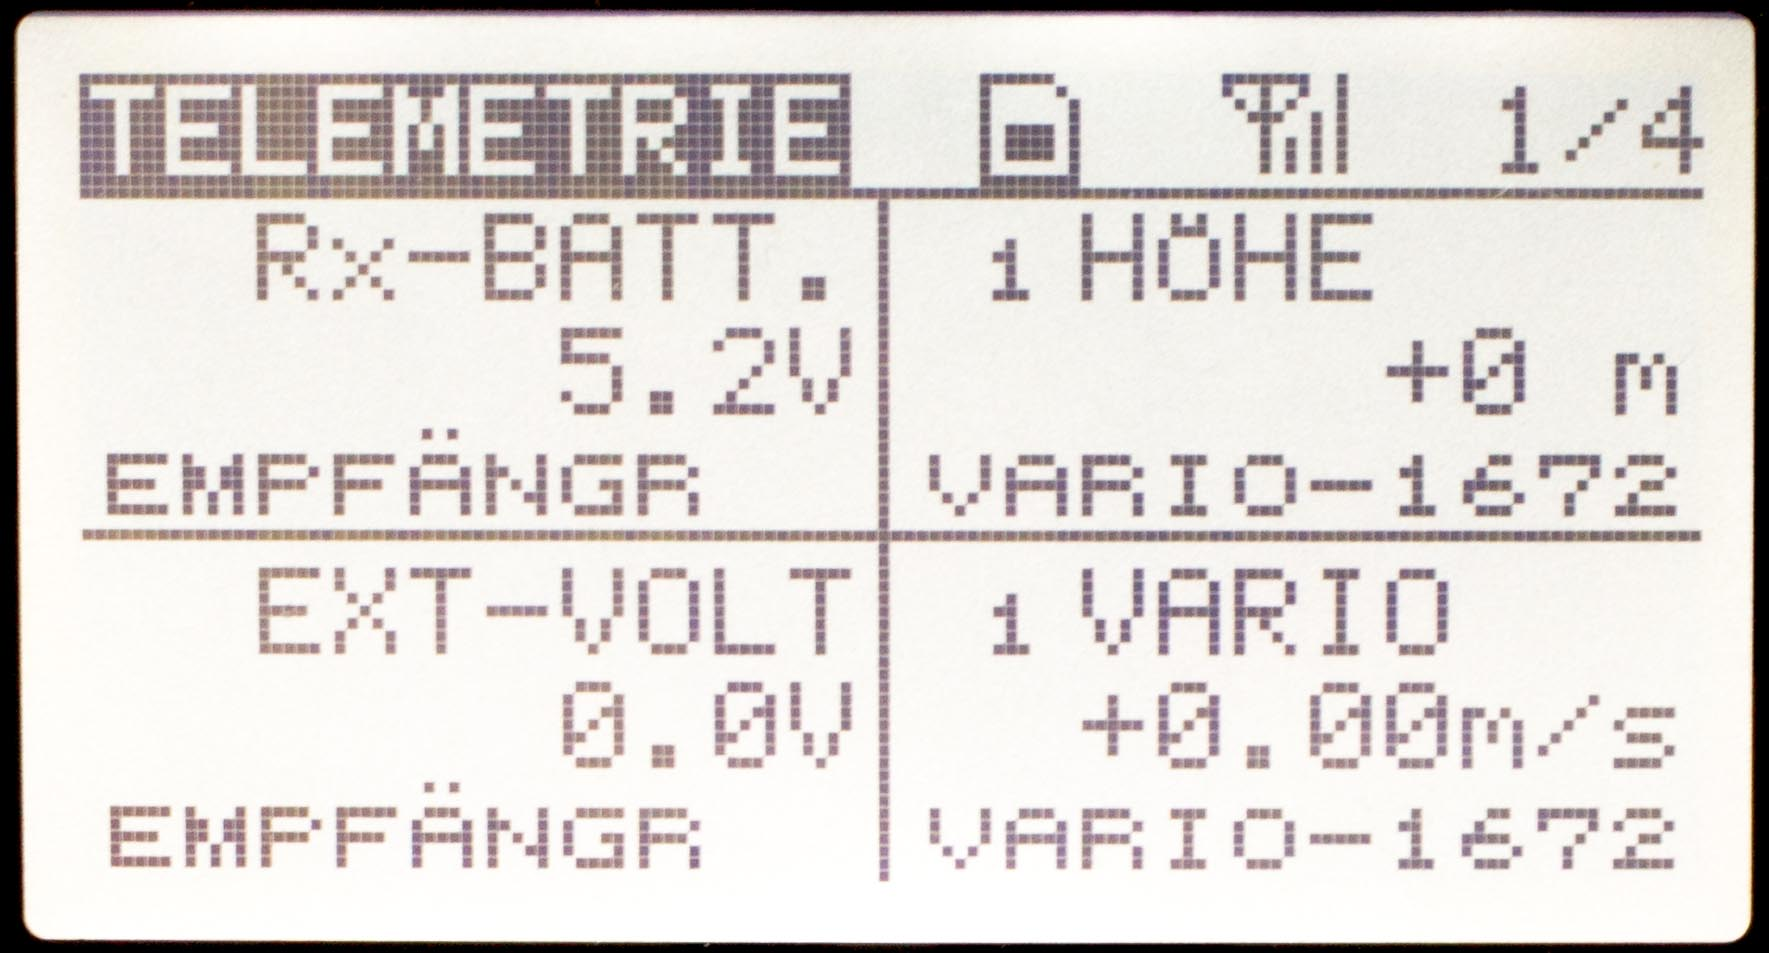 TELEMETRIE 1/4
Rx-BATT.
5.2V
EMPFÄNGR
1 HÖHE
+0 m
VARIO-1672
EXT-VOLT
0.0V
EMPFÄNGR
1 VARIO
+0.00m/s
VARIO-1672